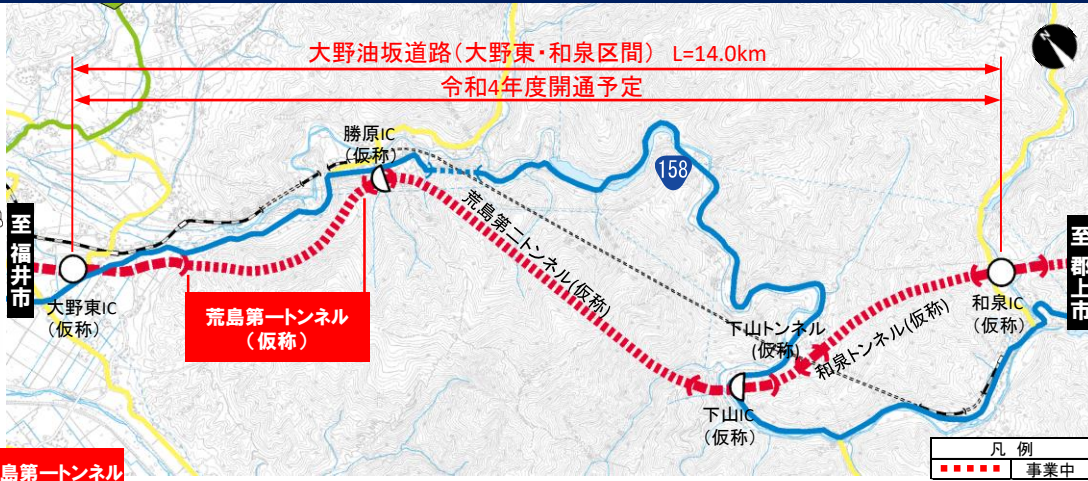 大野油坂道路(大野東・和泉区間) L=14.0km
令和4年度開通予定
N
勝原IC
(仮称)
158
荒島第二トンネル(仮称)
至福井市
至郡上市
大野東IC
(仮称)
荒島第一トンネル
(仮称)
下山トンネル
(仮称)
和泉トンネル(仮称)
和泉IC
(仮称)
下山IC
(仮称)
島第一トンネル
凡 例
事業中